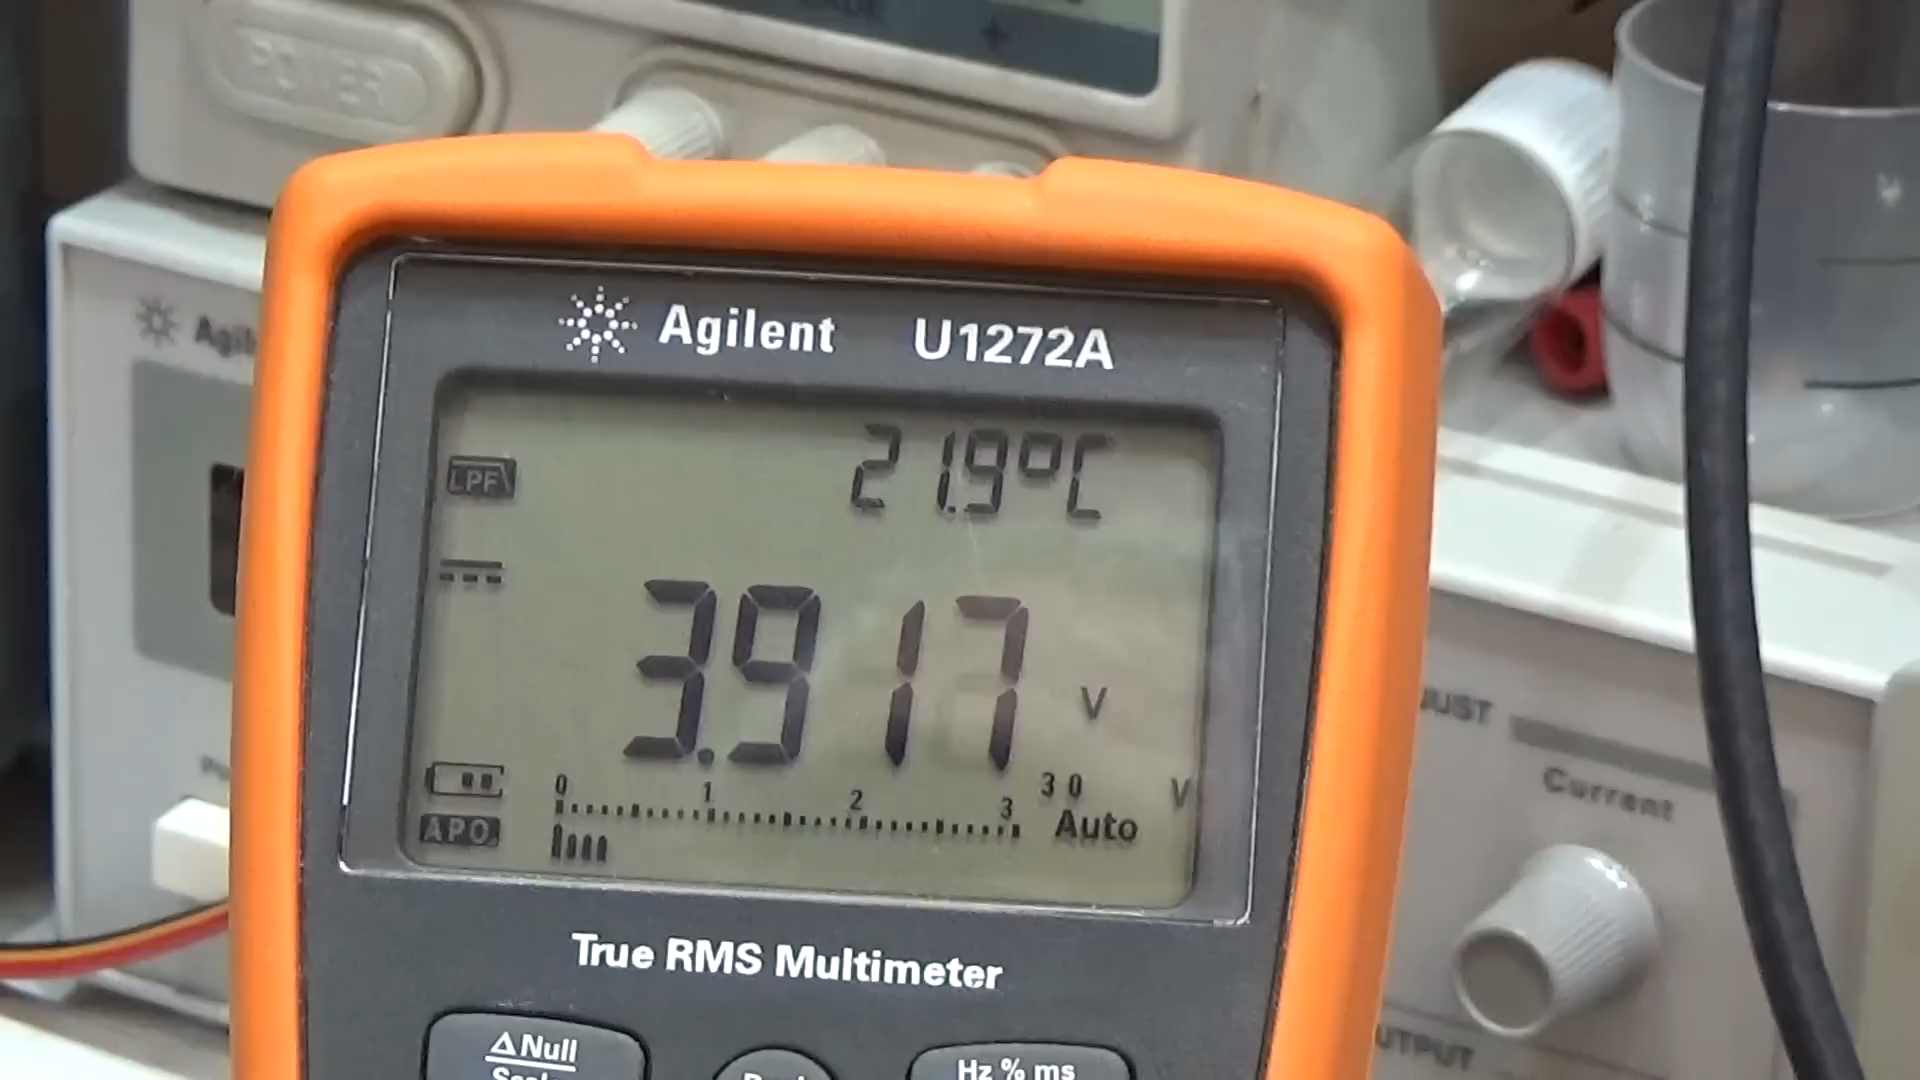 POWER
Agilent U1272A
Agil
21.9°C
LPF
3.917 V
0 1 2 3 30 V
Auto
APO
True RMS Multimeter
ΔNull
Hz % ms
JUST
Current
UTPUT